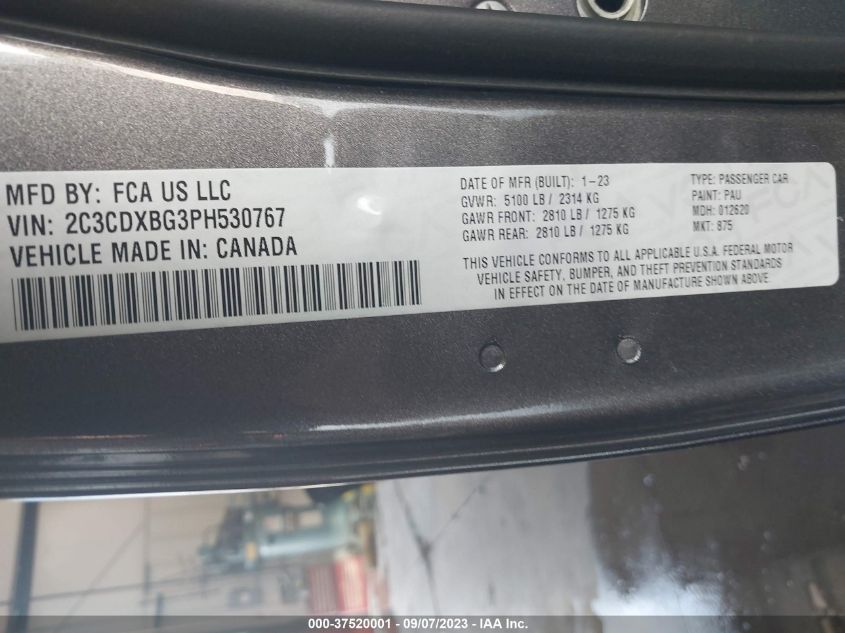 MFD BY: FCA US LLC
VIN: 2C3CDXBG3PH530767
VEHICLE MADE IN: CANADA
DATE OF MFR (BUILT): 1-23
GVWR: 5100 LB / 2314 KG
GAWR FRONT: 2810 LB / 1275 KG
GAWR REAR: 2810 LB / 1275 KG
TYPE: PASSENGER CAR
PAINT: PAU
MDH: 012620
MKT: 875
THIS VEHICLE CONFORMS TO ALL APPLICABLE U.S.A. FEDERAL MOTOR
VEHICLE SAFETY, BUMPER, AND THEFT PREVENTION STANDARDS
IN EFFECT ON THE DATE OF MANUFACTURE SHOWN ABOVE.
000-37520001 - 09/07/2023 - IAA Inc.